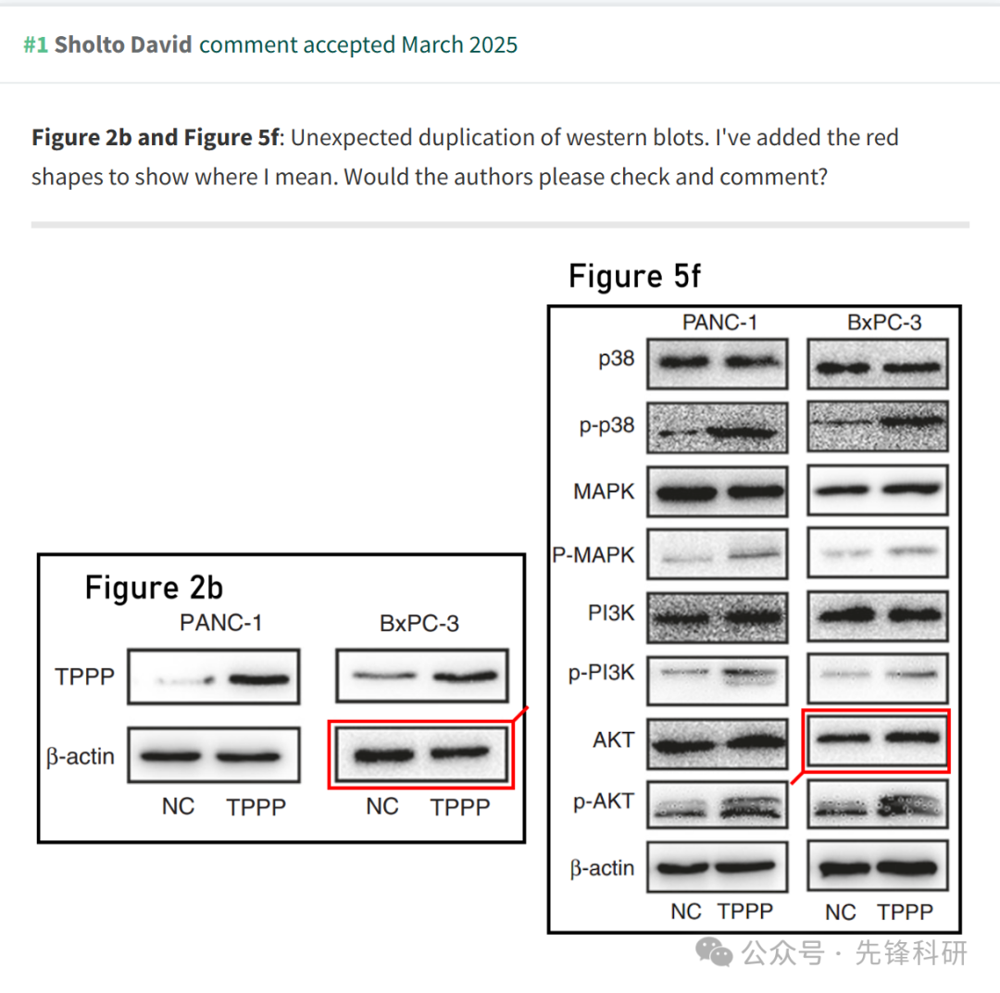 #1 Sholto David comment accepted March 2025
Figure 2b and Figure 5f: Unexpected duplication of western blots. I've added the red
shapes to show where I mean. Would the authors please check and comment?
Figure 5f
PANC-1 BxPC-3
p38
p-p38
MAPK
P-MAPK
PI3K
p-PI3K
AKT
p-AKT
β-actin
NC TPPP NC TPPP
Figure 2b
PANC-1 BxPC-3
TPPP
β-actin
NC TPPP NC TPPP
公众号 · 先锋科研